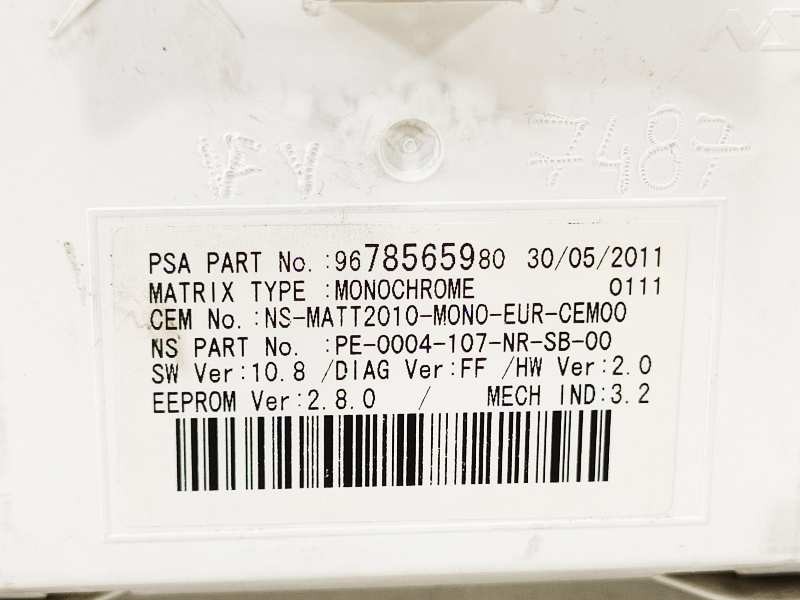 VFV 7487
PSA PART No.:9678565980 30/05/2011
MATRIX TYPE :MONOCHROME 0111
CEM No.:NS-MATT2010-MONO-EUR-CEM00
NS PART No. :PE-0004-107-NR-SB-00
SW Ver:10.8 /DIAG Ver:FF /HW Ver:2.0
EEPROM Ver:2.8.0 / MECH IND:3.2